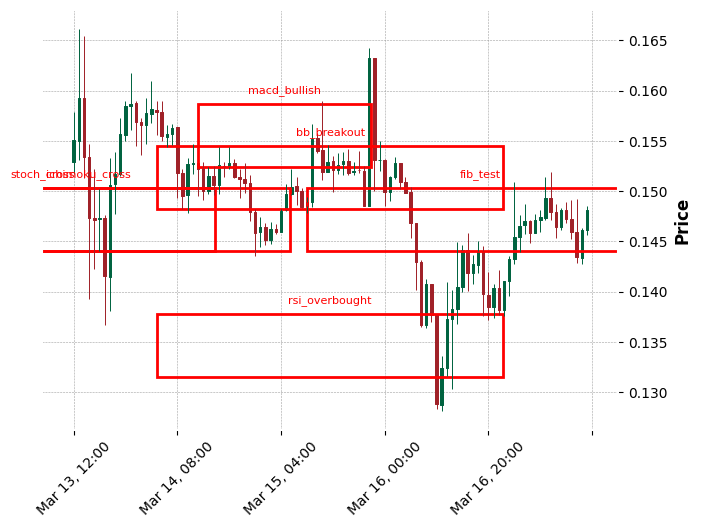 0.165
0.160
macd_bullish
0.155
bb_breakout
stoch_cross
ichimoku_cross
fib_test
0.150
Price
0.145
0.140
rsi_overbought
0.135
0.130
Mar 13, 12:00
Mar 14, 08:00
Mar 15, 04:00
Mar 16, 00:00
Mar 16, 20:00